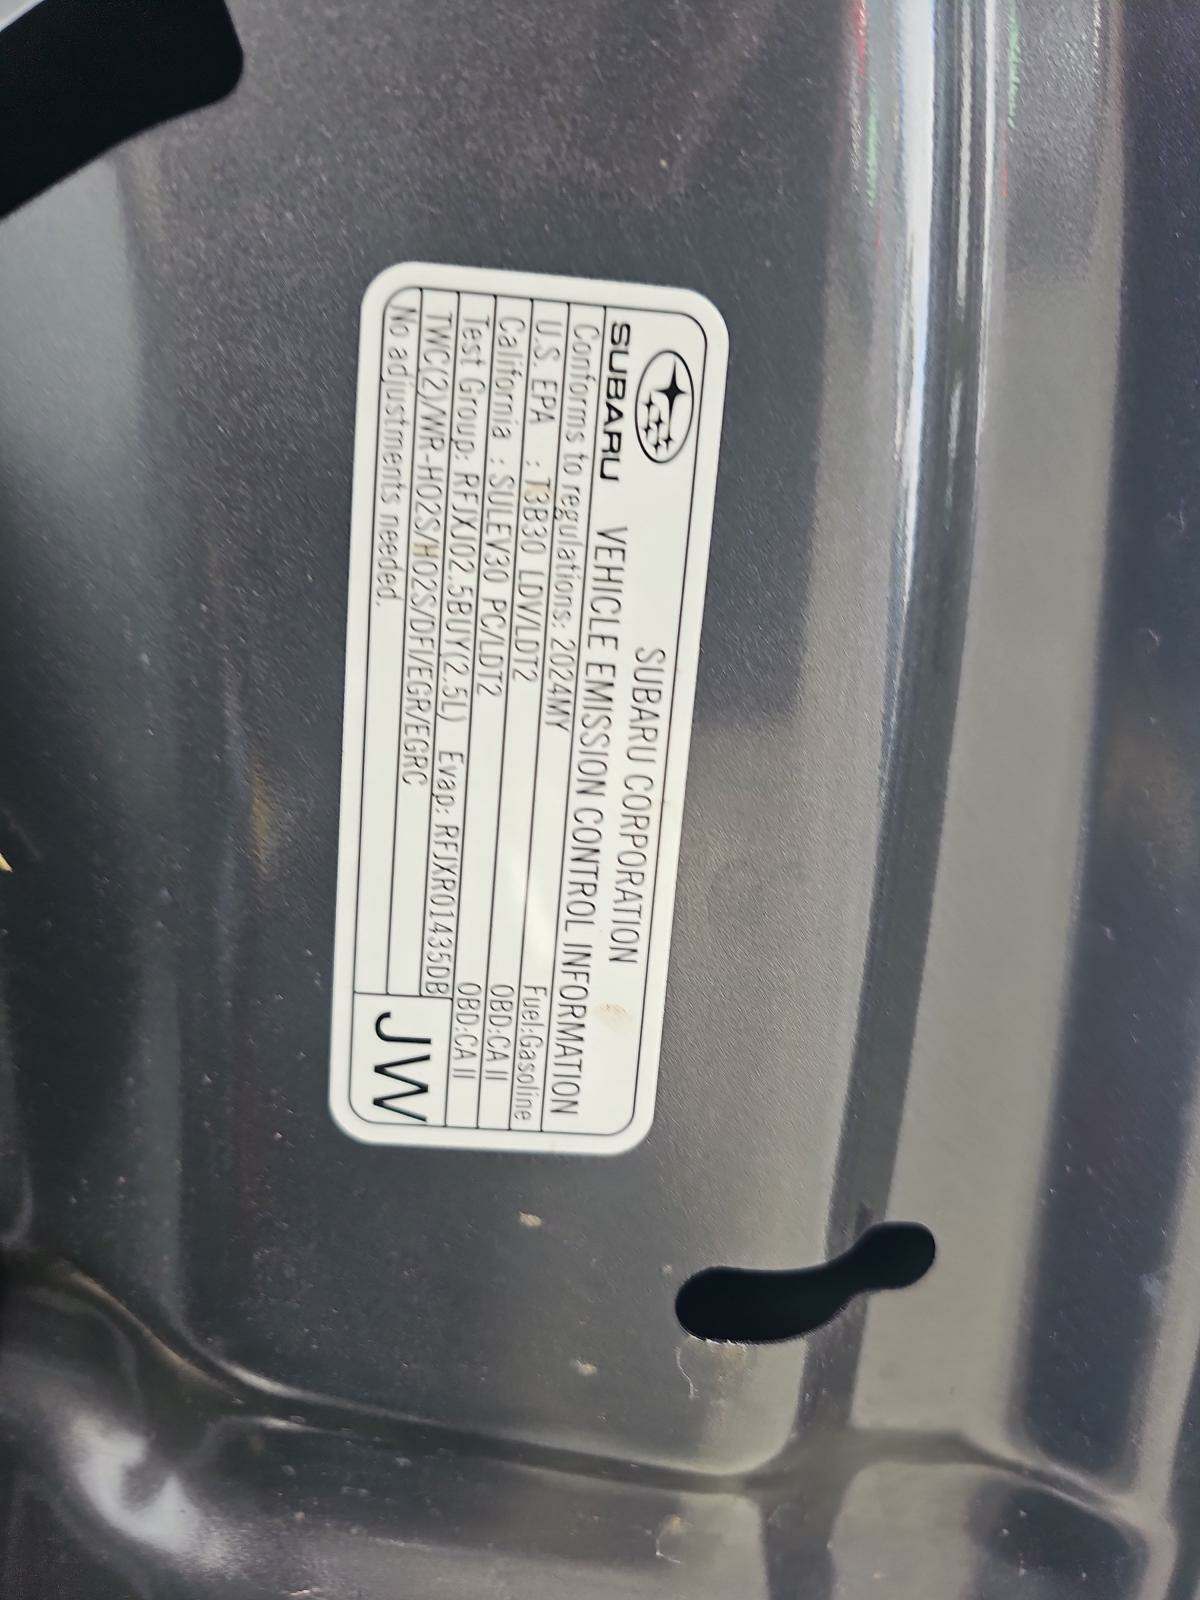 SUBARU CORPORATION
SUBARU VEHICLE EMISSION CONTROL INFORMATION
Conforms to regulations: 2024MY Fuel:Gasoline
U.S. EPA : T3B30 LDV/LDT2 OBD:CA II
California : SULEV30 PC/LDT2 OBD:CA II
Test Group: RFJXJ02.5BUY(2.5L) Evap: RFJXR01435DB
TWC(2)/WR-HO2S/HO2S/DFI/EGR/EGRC
No adjustments needed.
JW